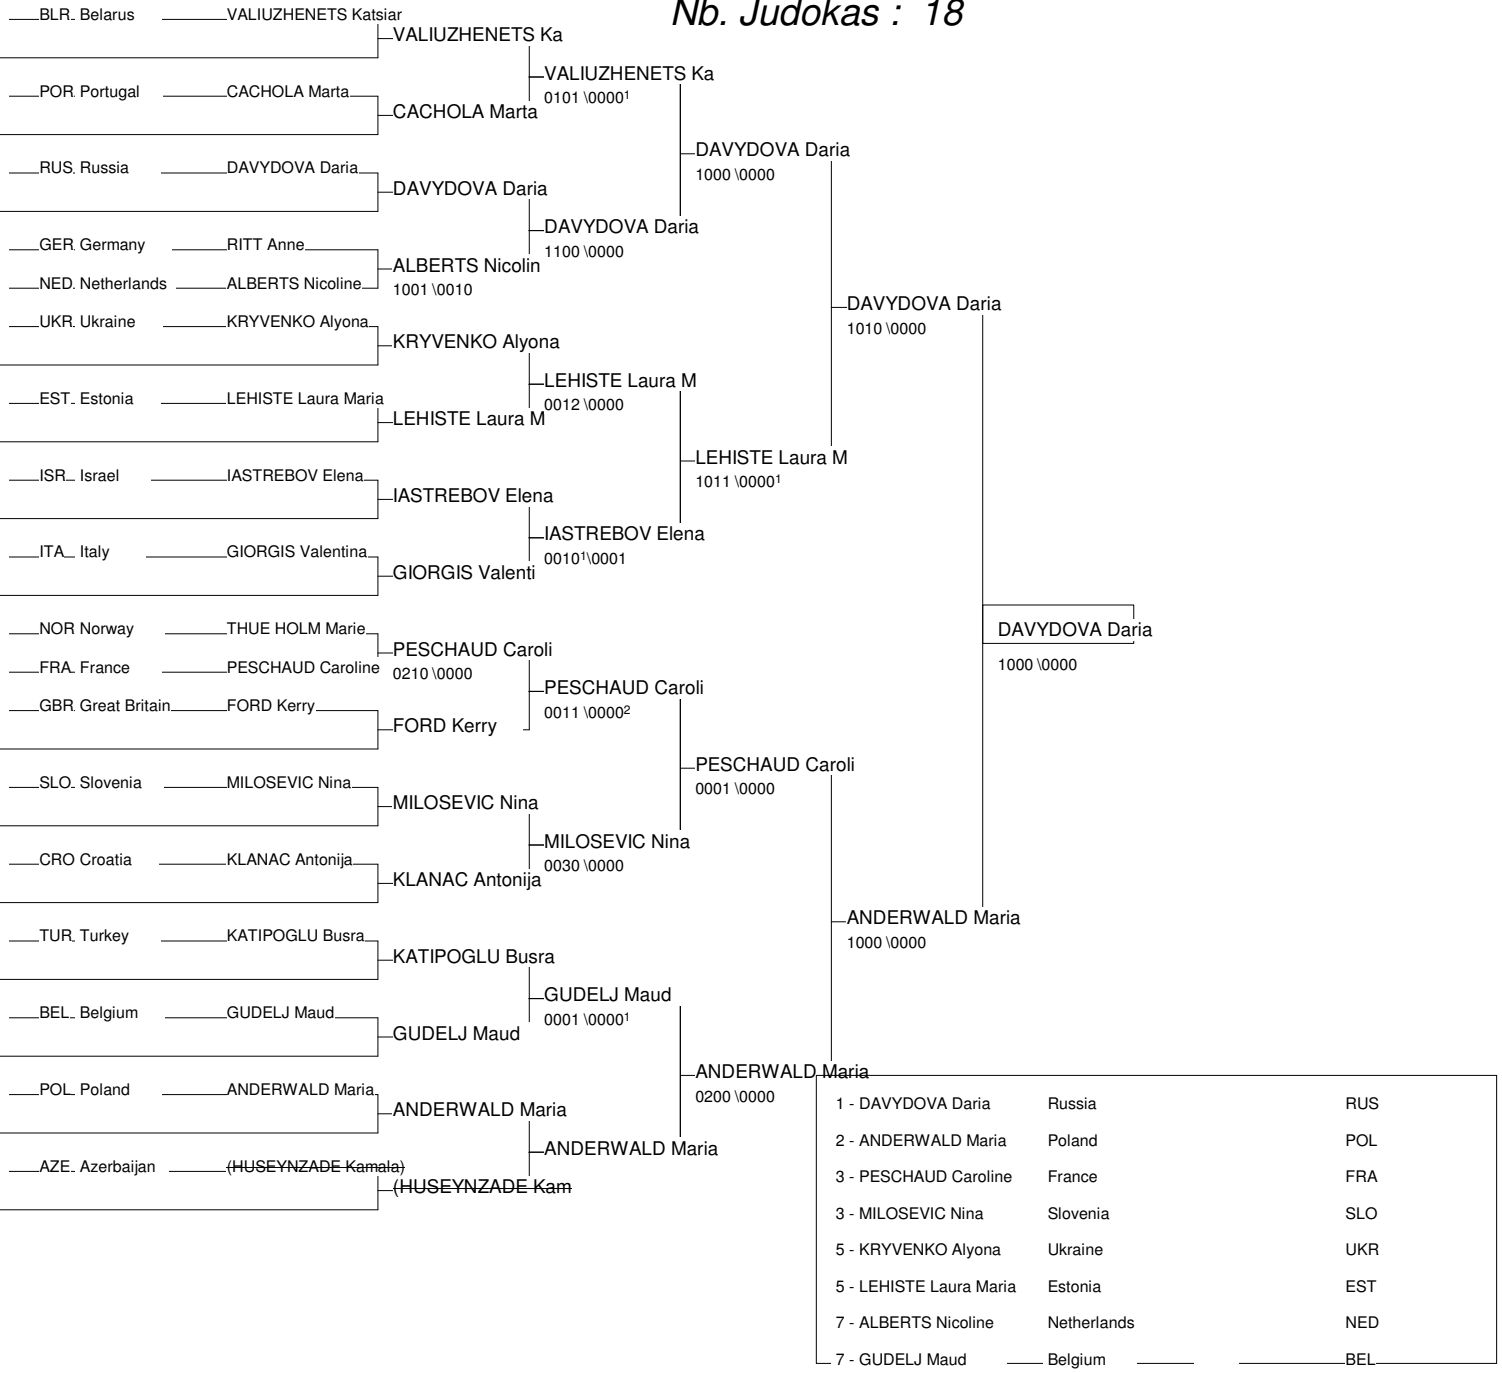 Nb. Judokas : 18
BLR Belarus VALIUZHENETS Katsiar
VALIUZHENETS Ka
VALIUZHENETS Ka
0101 \0000¹
POR Portugal CACHOLA Marta
CACHOLA Marta
DAVYDOVA Daria
1000 \0000
RUS Russia DAVYDOVA Daria
DAVYDOVA Daria
DAVYDOVA Daria
1100 \0000
GER Germany RITT Anne
ALBERTS Nicolin
1001 \0010
NED Netherlands ALBERTS Nicoline
DAVYDOVA Daria
1010 \0000
UKR Ukraine KRYVENKO Alyona
KRYVENKO Alyona
LEHISTE Laura M
0012 \0000
EST Estonia LEHISTE Laura Maria
LEHISTE Laura M
LEHISTE Laura M
1011 \0000¹
ISR Israel IASTREBOV Elena
IASTREBOV Elena
IASTREBOV Elena
0010¹\0001
ITA Italy GIORGIS Valentina
GIORGIS Valenti
DAVYDOVA Daria
1000 \0000
NOR Norway THUE HOLM Marie
PESCHAUD Caroli
0210 \0000
FRA France PESCHAUD Caroline
PESCHAUD Caroli
0011 \0000²
GBR Great Britain FORD Kerry
FORD Kerry
PESCHAUD Caroli
0001 \0000
SLO Slovenia MILOSEVIC Nina
MILOSEVIC Nina
MILOSEVIC Nina
0030 \0000
CRO Croatia KLANAC Antonija
KLANAC Antonija
ANDERWALD Maria
1000 \0000
TUR Turkey KATIPOGLU Busra
KATIPOGLU Busra
GUDELJ Maud
0001 \0000¹
BEL Belgium GUDELJ Maud
GUDELJ Maud
ANDERWALD Maria
0200 \0000
POL Poland ANDERWALD Maria
ANDERWALD Maria
ANDERWALD Maria
AZE Azerbaijan (HUSEYNZADE Kamala)
(HUSEYNZADE Kam
1 - DAVYDOVA Daria Russia RUS
2 - ANDERWALD Maria Poland POL
3 - PESCHAUD Caroline France FRA
3 - MILOSEVIC Nina Slovenia SLO
5 - KRYVENKO Alyona Ukraine UKR
5 - LEHISTE Laura Maria Estonia EST
7 - ALBERTS Nicoline Netherlands NED
7 - GUDELJ Maud Belgium BEL